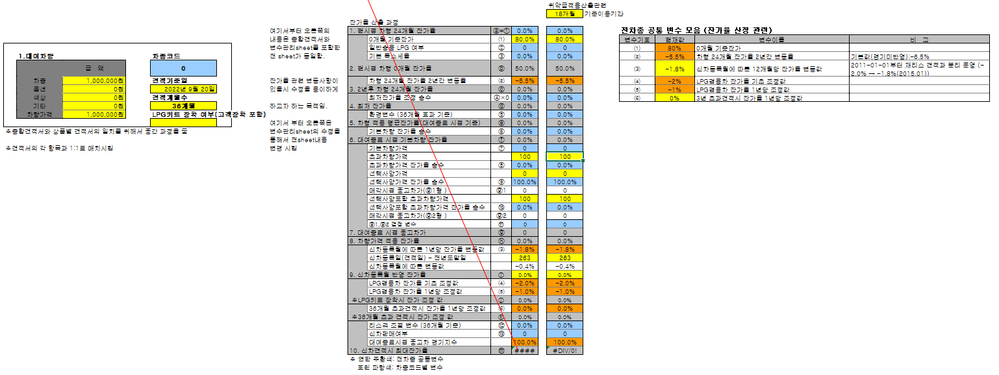 위약금적용산출관련
18개월 기준이용기간
1.대여차량
차종코드
금 액
0
차종 1,000,000원
옵션 0원
색상 0원
기타 0원
차량가격 1,000,000원
견적기준일
2022년 9월 20일
견적개월수
36개월
LPG키트 장착 여부(고객장착 포함)
※종합견적서와 상품별 견적서의 일치를 위해서 중간 과정을 둠
※견적서의 각 항목과 1:1로 매치시킴
여기서부터 오른쪽의
내용은 종합견적서와
변수관리sheet를 포함한
전 sheet가 동일함.
잔가율 관련 변동사항이
있을시 수정을 용이하게
하고자 하는 목적임.
여기서 부터 오른쪽은
변수관리sheet의 수정을
통해서 전sheet내용
변경 시킴
잔가율 산출 과정
1. 현시점 차령 24개월 잔가율 ⓐ=① 0.0% 0.0%
0개월 기준잔가 (1) 80.0% 80.0%
일반승용 LPG 여부 ② 0 0
기본 특소세율 ③ 0 0
2. 현시점 차령 0개월 잔가율 ⓑ 50.0% 50.0%
차령 24개월 잔가율 2년간 변동율 (2) -5.5% -5.5%
3. 2년후 차령 24개월 잔가율 ⓒ 0.0% 0.0%
최저잔가율 조정 승수 ④×0 0.0% 0.0%
4. 최저 잔가율 ⓓ 0.0% 0.0%
환경변수 (36개월 효과 기준) ⑤ 0.0% 0.0%
5. 차령 적용 평균잔가율(대여종료 시점 기준) ⓔ 0.0% 0.0%
기본차량 잔가율 승수 ⑥ 0.0% 0.0%
6. 대여종료 시점 기본차량 잔가율 ⓕ 0.0% 0.0%
기본차량가격 ⑦ 0 0
초과차량가격 100 100
초과차량가격 잔가율 승수 ⑧ 0.0% 0.0%
선택사양가격 0 0
선택사양가격 잔가율 승수 ⑨ 100.0% 100.0%
매각시점 중고차가(ⓖ1형 ) ⓖ1 0 0
선택사양포함 초과차량가격 100 100
선택사양포함 초과차량가격 잔가율 승수 ⑩ 0.0% 0.0%
매각시점 중고차가(ⓖ2형 ) ⓖ2 0 0
ⓖ1,ⓖ2 결정 변수 ⑪ 0 0
7. 대여종료 시점 중고차가 ⓖ 0 0
8. 차량가격 적용 잔가율 ⓗ 0.0% 0.0%
신차등록월에 따른 1년당 잔가율 변동값 (3) -1.8% -1.8%
신차등록일(견적일) - 전년도말일 263 263
신차등록월에 따른 변동값 -0.4% -0.4%
9. 신차등록월 반영 잔가율 ⓘ 0.0% 0.0%
LPG겸용차 잔가율 기초 조정값 (4) -2.0% -2.0%
LPG겸용차 잔가율 1년당 조정값 (5) -1.0% -1.0%
※LPG키트 장착시 잔가 조정 값 ⓙ 0.0% 0.0%
36개월 초과견적시 잔가율 1년당 조정값 (6) 0.0% 0.0%
※36개월 초과 견적시 잔가 조정 값 ⓚ 0.0% 0.0%
리스크 조절 변수 (36개월 기준) ⑫ 0.0% 0.0%
신차판매여부 ⑬ 0 0
대여종료시점 중고차 경기지수 100.0% 100.0%
10. 신차견적시 최대잔가율 ⓜ #### #DIV/0!
※ 연한 주황색: 전차종 공통변수
흐린 파랑색: 차종코드별 변수
전차종 공통 변수 모음 (잔가율 산정 관련)
변수기호 현재값 변수이름 비 고
(1) 80% 0개월 기준잔가
(2) -5.5% 차령 24개월 잔가율 2년간 변동율 기본값(경기미반영):-6.5%
(3) -1.8% 신차등록월에 따른 12개월당 잔가율 변동값 2011-01-01부터 재리스 견적과 분리 운영 (-
2.0% → -1.8%(2015.01))
(4) -2% LPG겸용차 잔가율 기초 조정값
(5) -1% LPG겸용차 잔가율 1년당 조정값
(6) 0% 3년 초과견적시 잔가율 1년당 조정값